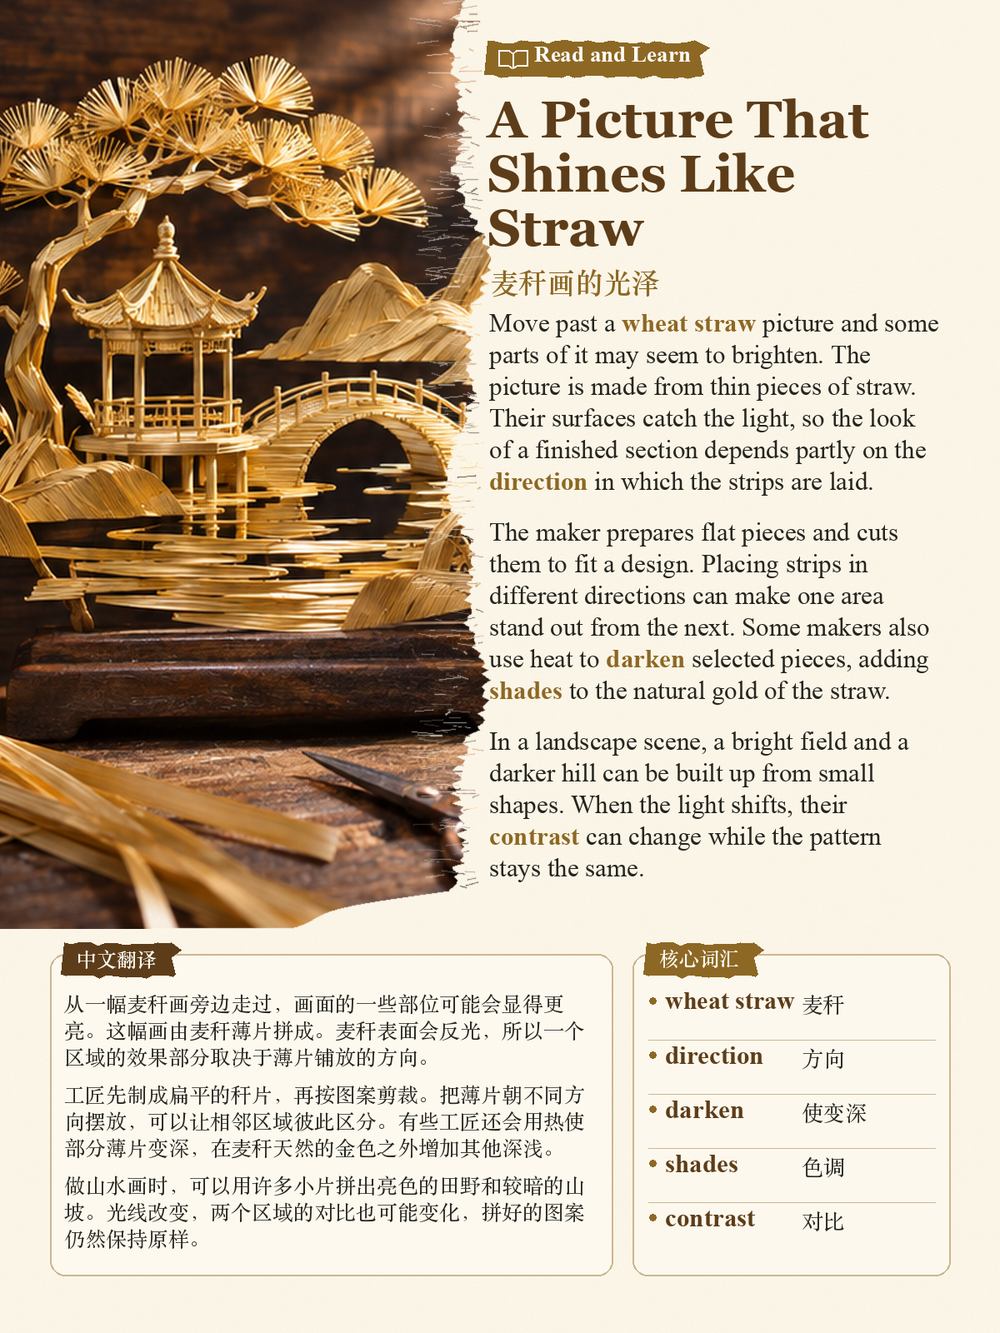 Read and Learn
A Picture That
Shines Like
Straw
麦秆画的光泽
Move past a wheat straw picture and some
parts of it may seem to brighten. The
picture is made from thin pieces of straw.
Their surfaces catch the light, so the look
of a finished section depends partly on the
direction in which the strips are laid.
The maker prepares flat pieces and cuts
them to fit a design. Placing strips in
different directions can make one area
stand out from the next. Some makers also
use heat to darken selected pieces, adding
shades to the natural gold of the straw.
In a landscape scene, a bright field and a
darker hill can be built up from small
shapes. When the light shifts, their
contrast can change while the pattern
stays the same.
中文翻译
从一幅麦秆画旁边走过，画面的一些部位可能会显得更
亮。这幅画由麦秆薄片拼成。麦秆表面会反光，所以一个
区域的效果部分取决于薄片铺放的方向。
工匠先制成扁平的秆片，再按图案剪裁。把薄片朝不同方
向摆放，可以让相邻区域彼此区分。有些工匠还会用热使
部分薄片变深，在麦秆天然的金色之外增加其他深浅。
做山水画时，可以用许多小片拼出亮色的田野和较暗的山
坡。光线改变，两个区域的对比也可能变化，拼好的图案
仍然保持原样。
核心词汇
• wheat straw 麦秆
• direction 方向
• darken 使变深
• shades 色调
• contrast 对比